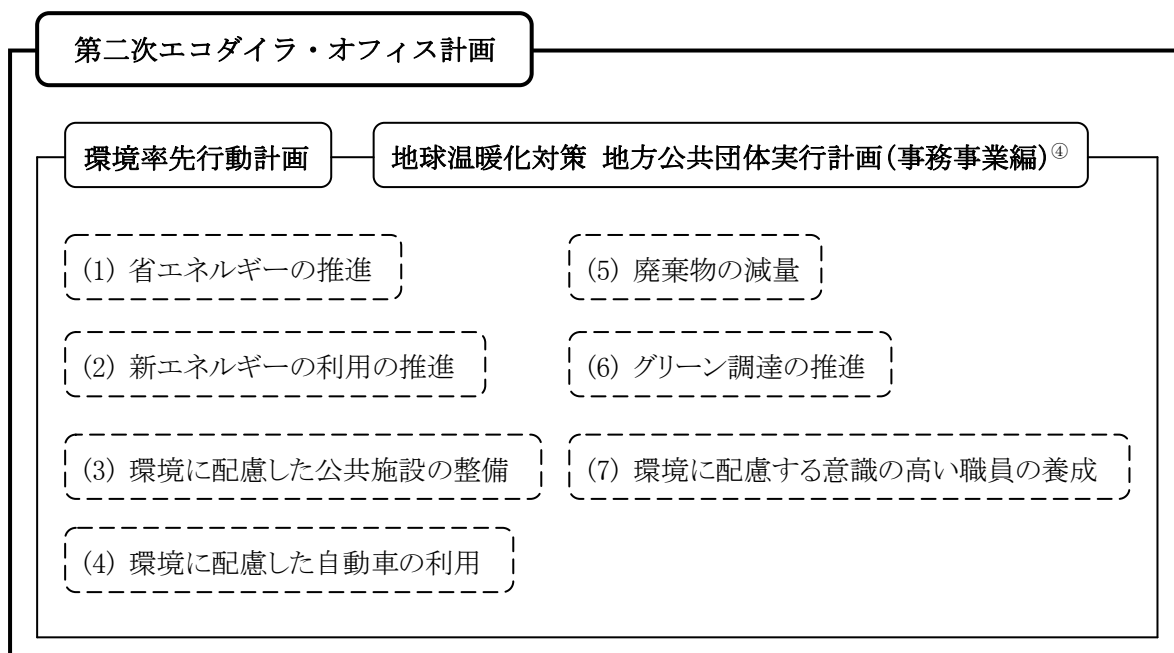 第二次エコダイラ・オフィス計画
環境率先行動計画
地球温暖化対策 地方公共団体実行計画(事務事業編)④
(1) 省エネルギーの推進
(2) 新エネルギーの利用の推進
(3) 環境に配慮した公共施設の整備
(4) 環境に配慮した自動車の利用
(5) 廃棄物の減量
(6) グリーン調達の推進
(7) 環境に配慮する意識の高い職員の養成